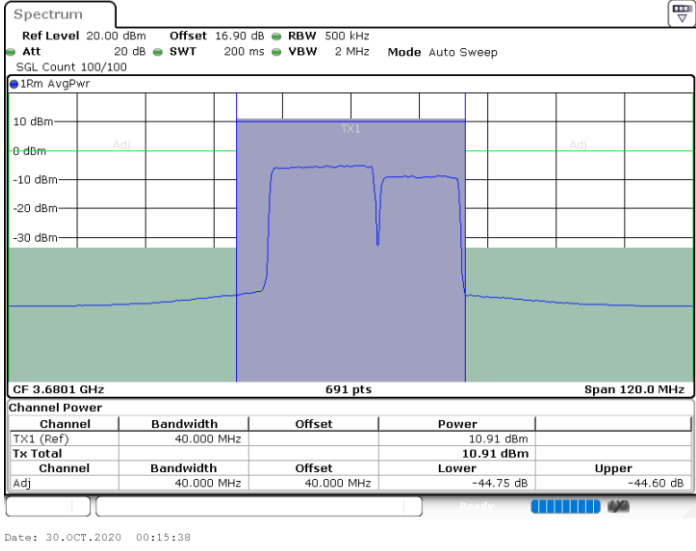 Spectrum
Ref Level 20.00 dBm Offset 16.90 dB RBW 500 kHz
Att 20 dB SWT 200 ms VBW 2 MHz Mode Auto Sweep
SGL Count 100/100
1Rm AvgPwr
10 dBm
TX1
Adj
Adj
0 dBm
-10 dBm
-20 dBm
-30 dBm
CF 3.6801 GHz 691 pts Span 120.0 MHz
Channel Power
Channel Bandwidth Offset Power
TX1 (Ref) 40.000 MHz 10.91 dBm
Tx Total 10.91 dBm
Channel Bandwidth Offset Lower Upper
Adj 40.000 MHz 40.000 MHz -44.75 dB -44.60 dB
Ready
Date: 30.OCT.2020 00:15:38